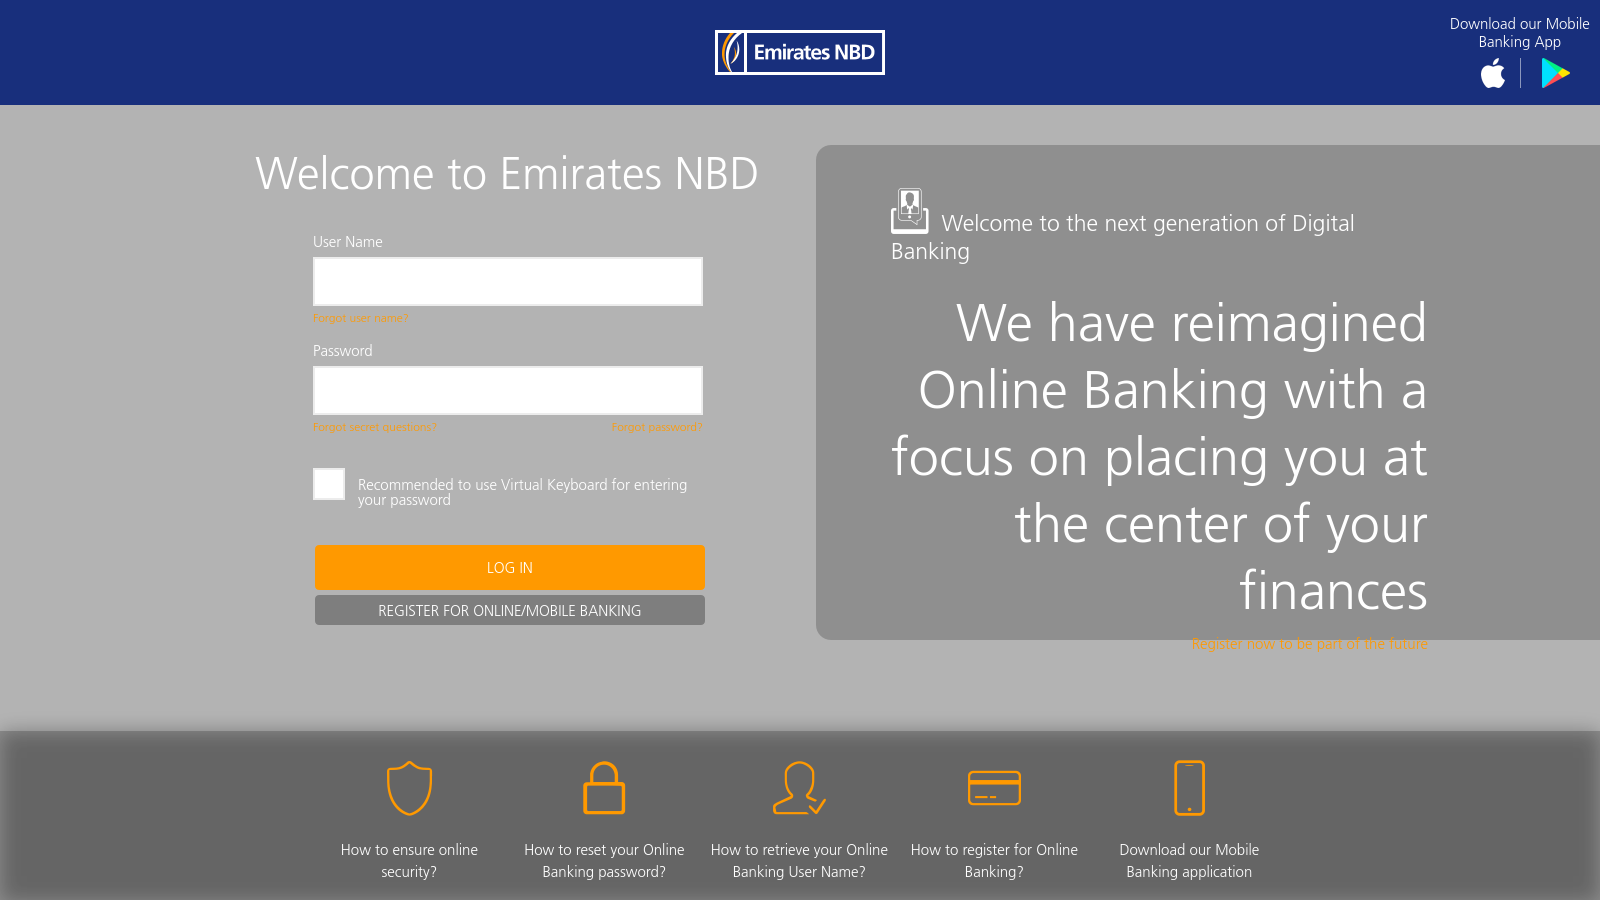 Emirates NBD
Download our Mobile
Banking App
Welcome to Emirates NBD
User Name
Forgot user name?
Password
Forgot secret questions?
Forgot password?
Recommended to use Virtual Keyboard for entering
your password
LOG IN
REGISTER FOR ONLINE/MOBILE BANKING
Welcome to the next generation of Digital
Banking
We have reimagined
Online Banking with a
focus on placing you at
the center of your
finances
Register now to be part of the future
How to ensure online
security?
How to reset your Online
Banking password?
How to retrieve your Online
Banking User Name?
How to register for Online
Banking?
Download our Mobile
Banking application